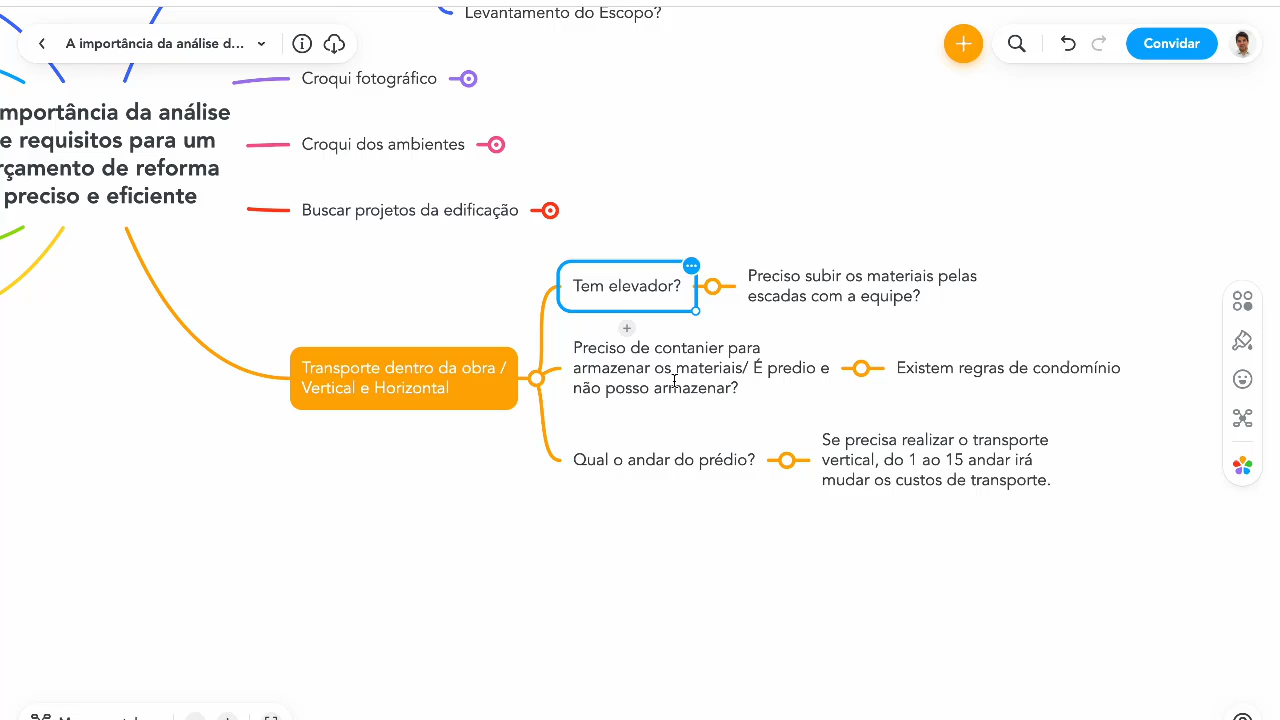 Levantamento do Escopo?
A importância da análise d...
Convidar
Croqui fotográfico
mportância da análise
e requisitos para um
rçamento de reforma
preciso e eficiente
Croqui dos ambientes
Buscar projetos da edificação
Tem elevador?
Preciso subir os materiais pelas
escadas com a equipe?
Transporte dentro da obra /
Vertical e Horizontal
Preciso de contanier para
armazenar os materiais/ É predio e
não posso armazenar?
Existem regras de condomínio
Qual o andar do prédio?
Se precisa realizar o transporte
vertical, do 1 ao 15 andar irá
mudar os custos de transporte.